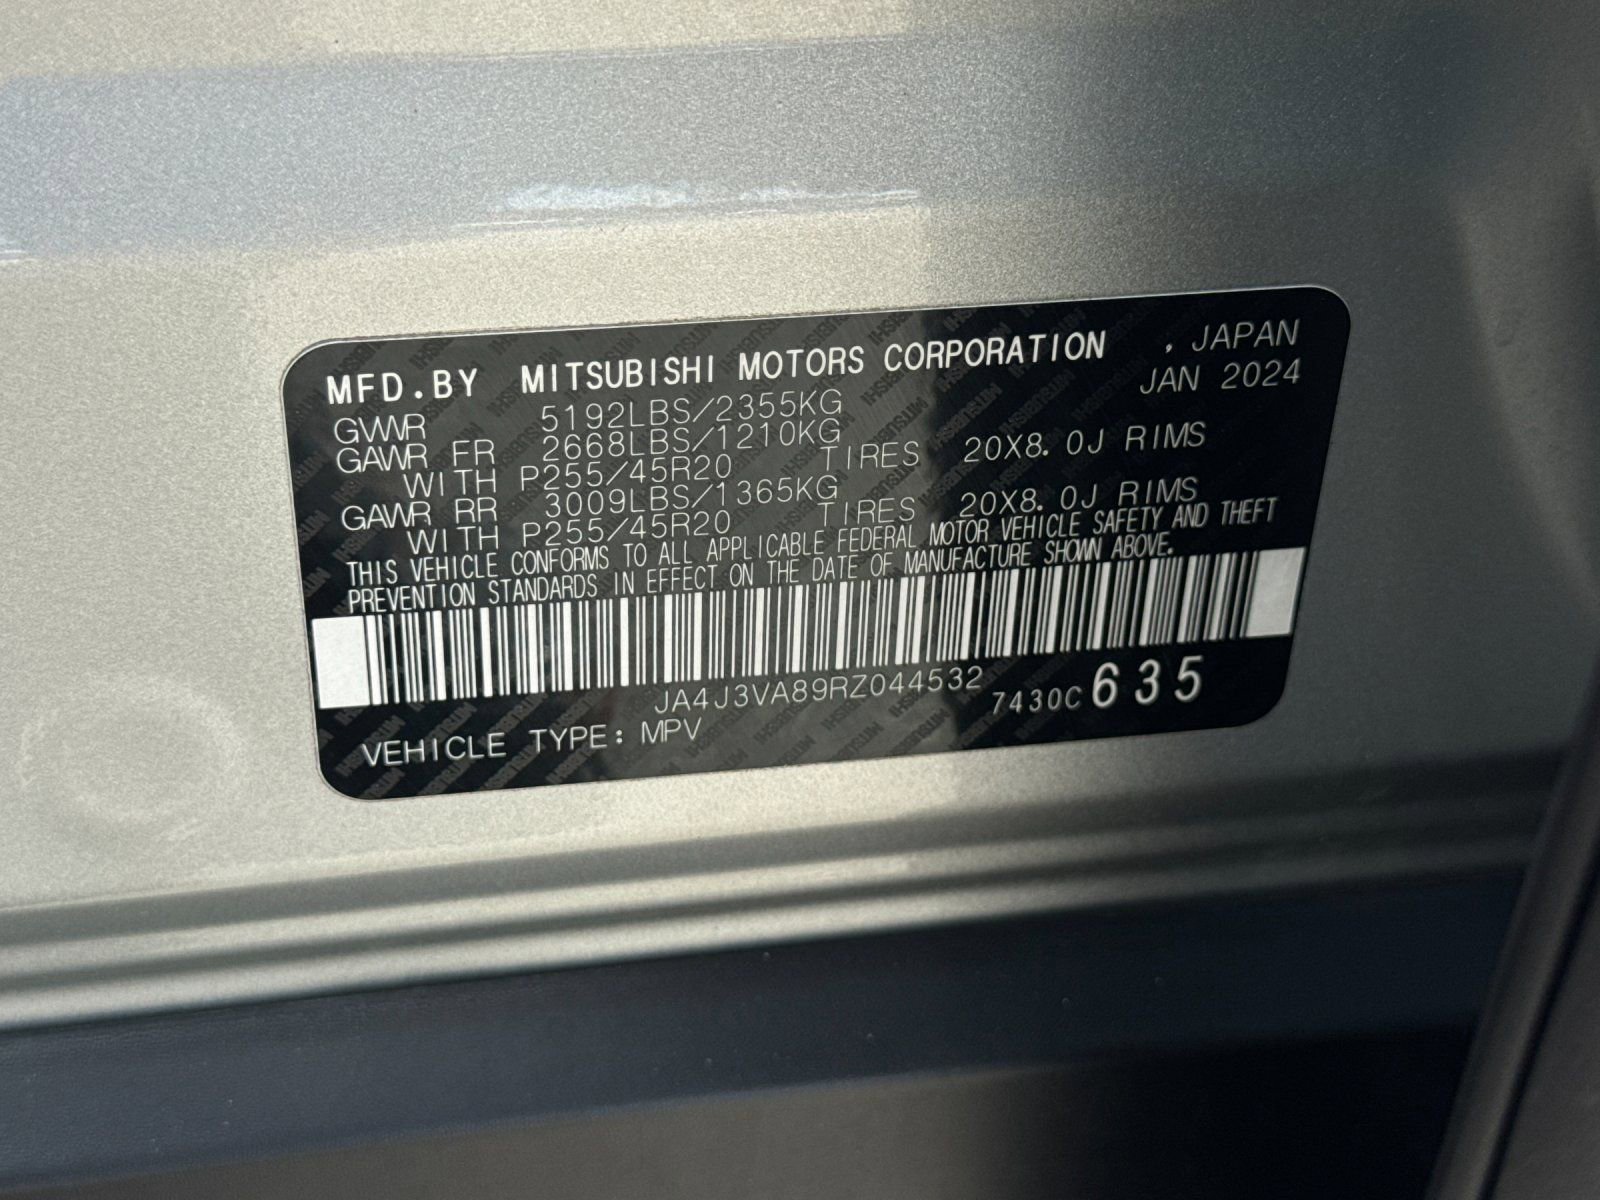 MFD.BY MITSUBISHI MOTORS CORPORATION , JAPAN
JAN 2024
GVWR 5192LBS/2355KG
GAWR FR 2668LBS/1210KG
WITH P255/45R20 TIRES 20X8.0J RIMS
GAWR RR 3009LBS/1365KG
WITH P255/45R20 TIRES 20X8.0J RIMS
THIS VEHICLE CONFORMS TO ALL APPLICABLE FEDERAL MOTOR VEHICLE SAFETY AND THEFT
PREVENTION STANDARDS IN EFFECT ON THE DATE OF MANUFACTURE SHOWN ABOVE.
JA4J3VA89RZ044532 7430C 635
VEHICLE TYPE: MPV